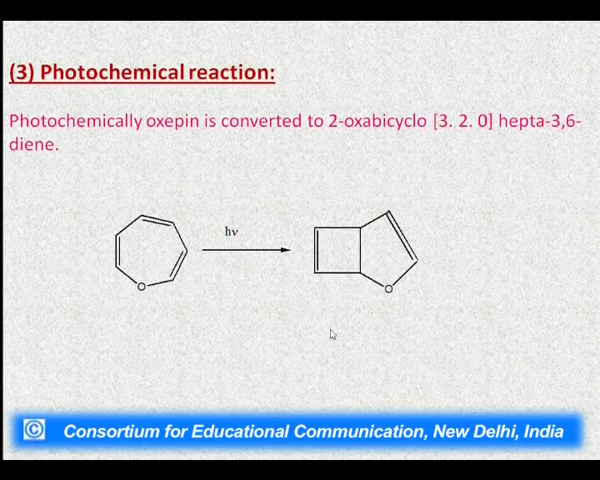 (3) Photochemical reaction:
Photochemically oxepin is converted to 2-oxabicyclo [3. 2. 0] hepta-3,6-
diene.
hν
O
O
© Consortium for Educational Communication, New Delhi, India